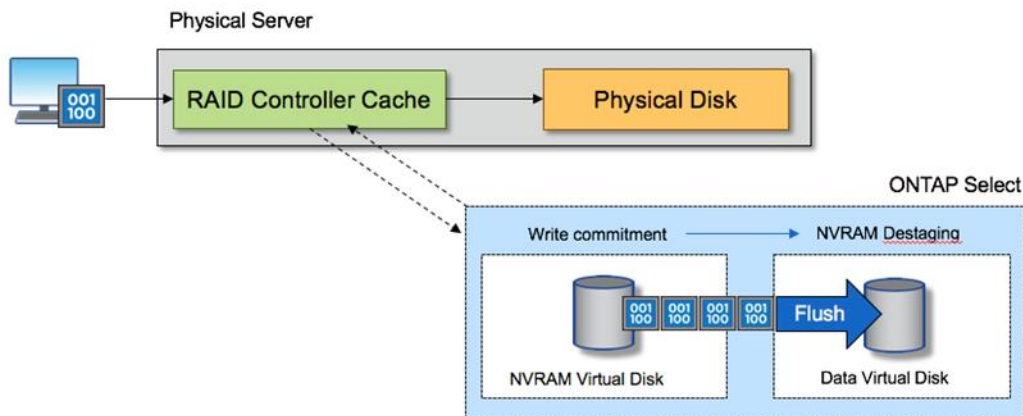 Physical Server
001
100
RAID Controller Cache
Physical Disk
ONTAP Select
Write commitment
NVRAM Destaging
001
100
001
100
001
100
001
100
Flush
NVRAM Virtual Disk
Data Virtual Disk